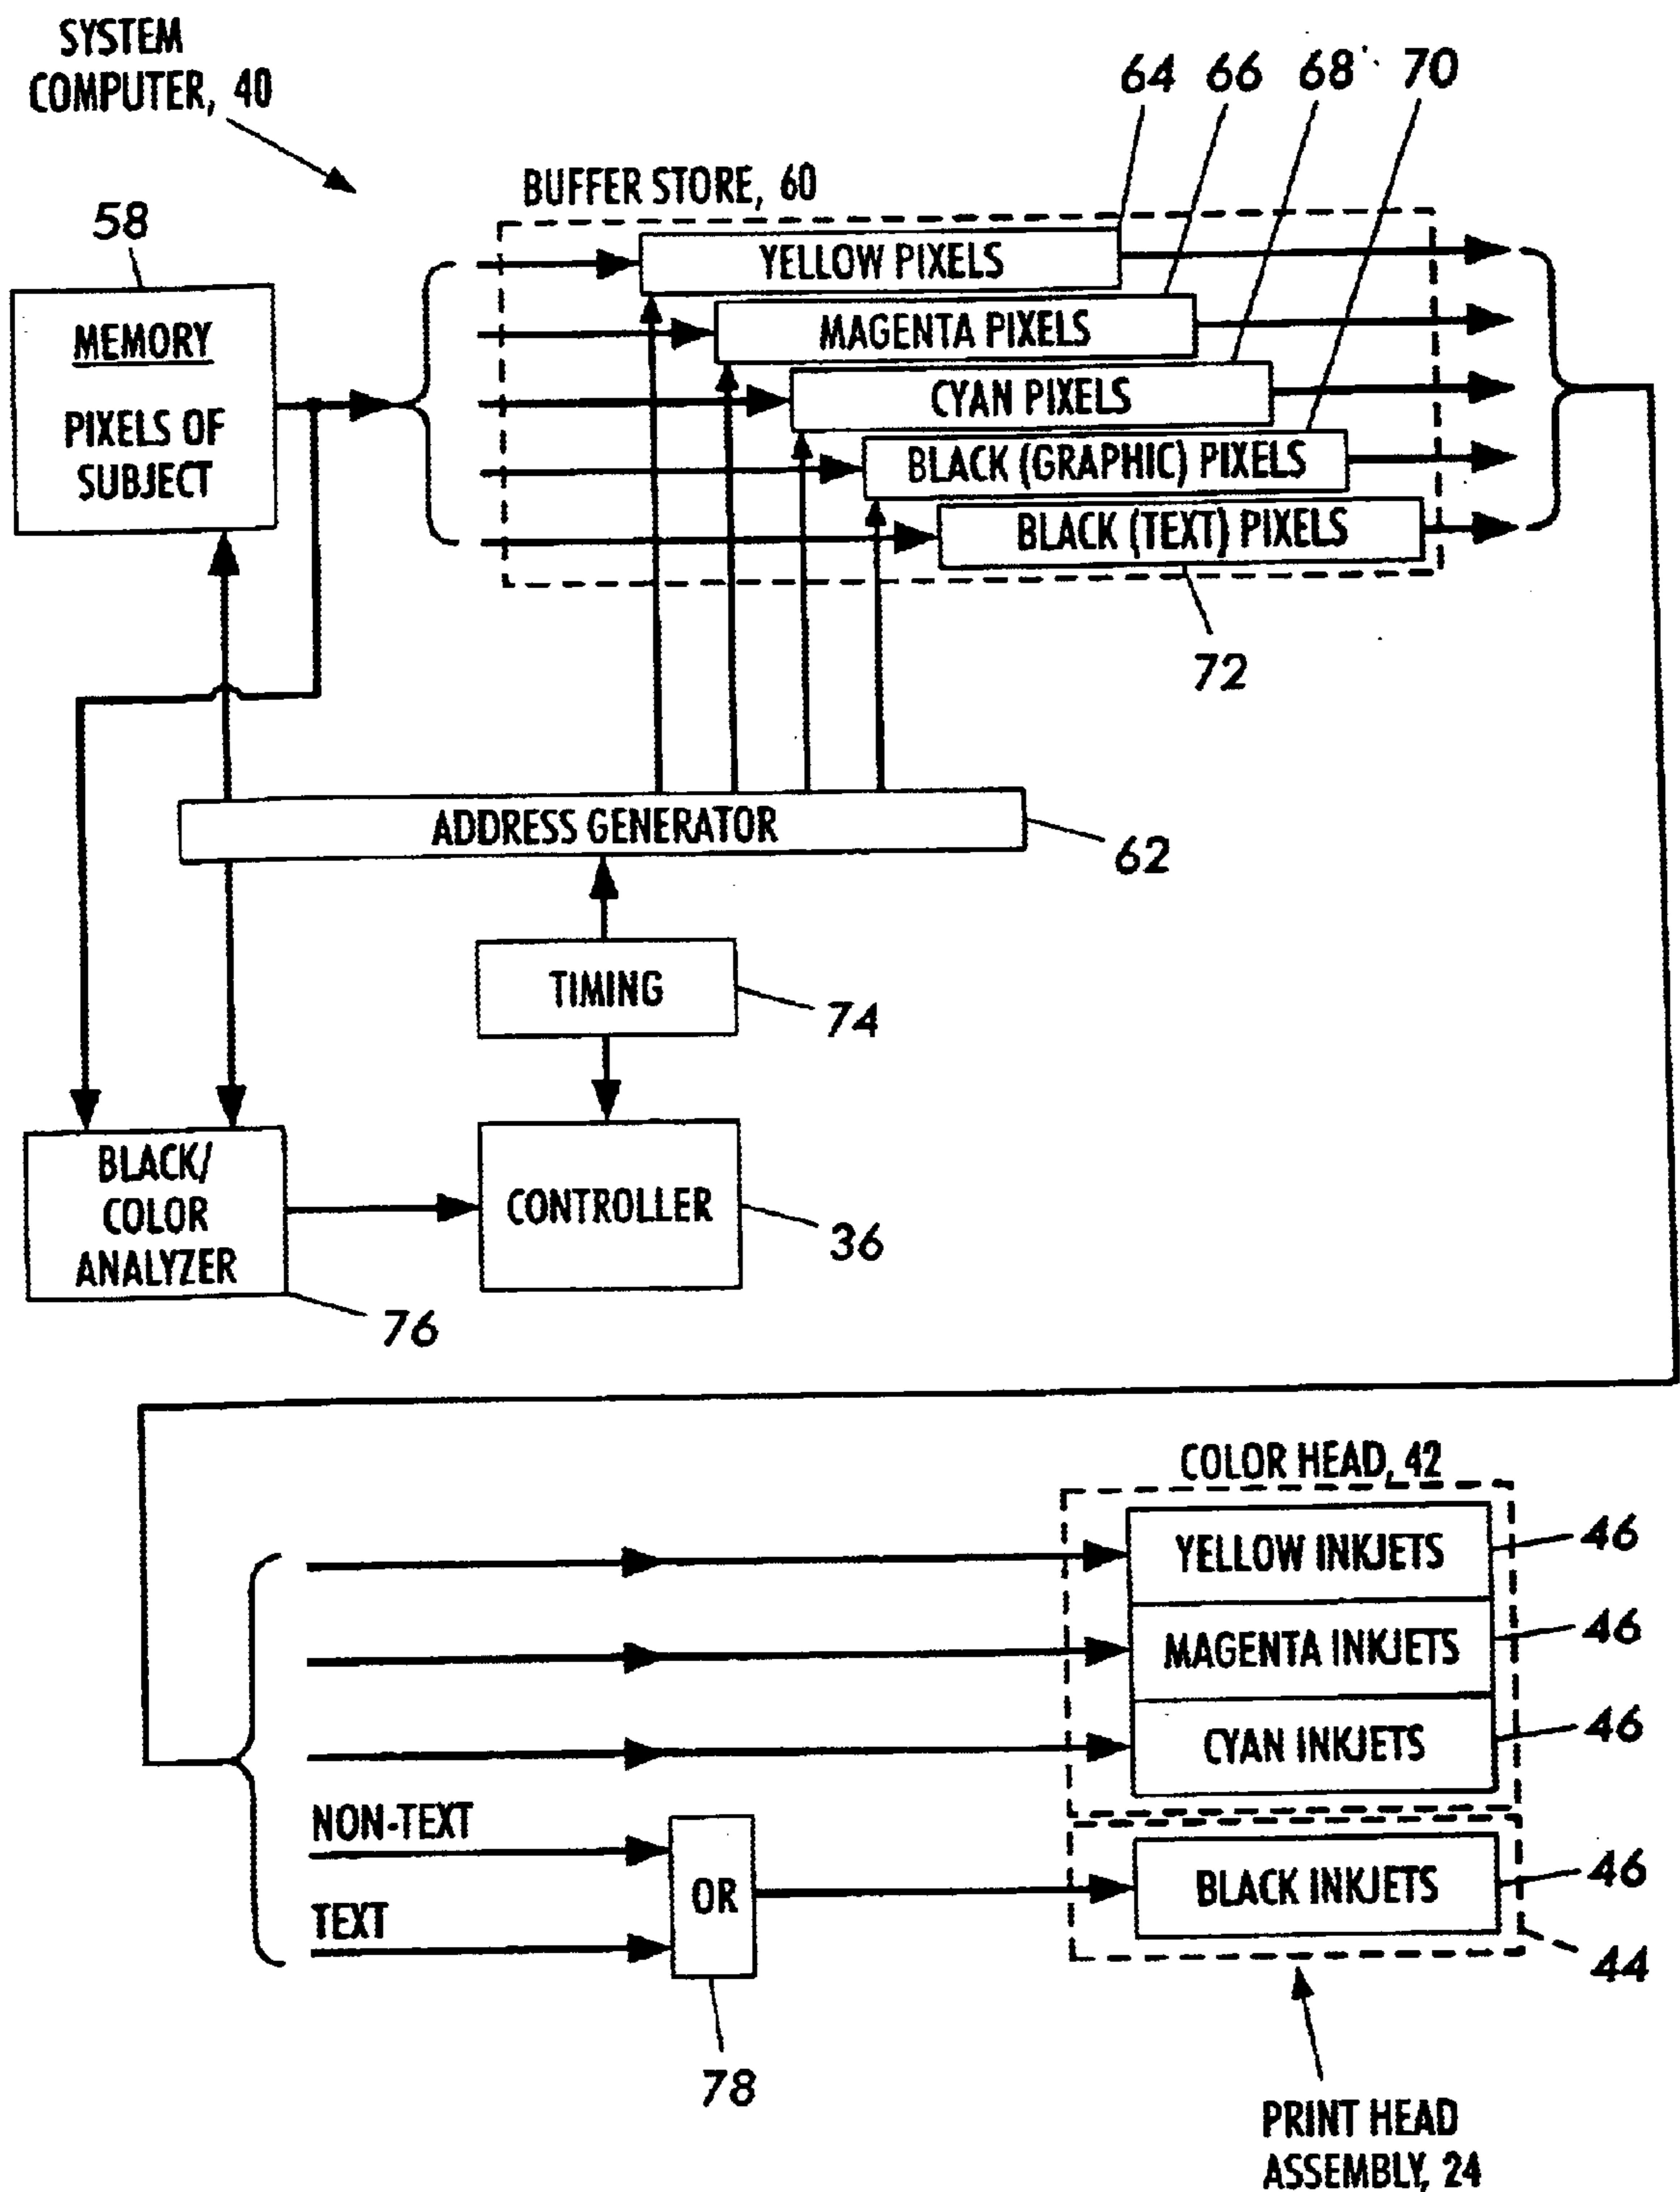 SYSTEM
COMPUTER, 40
64
66
68
70
BUFFER STORE, 60
58
YELLOW PIXELS
MEMORY
PIXELS OF
SUBJECT
MAGENTA PIXELS
CYAN PIXELS
BLACK (GRAPHIC) PIXELS
BLACK (TEXT) PIXELS
72
ADDRESS GENERATOR
62
TIMING
74
BLACK/
COLOR
ANALYZER
CONTROLLER
36
76
COLOR HEAD, 42
YELLOW INKJETS
46
MAGENTA INKJETS
46
CYAN INKJETS
46
NON-TEXT
TEXT
OR
BLACK INKJETS
46
44
78
PRINT HEAD
ASSEMBLY, 24